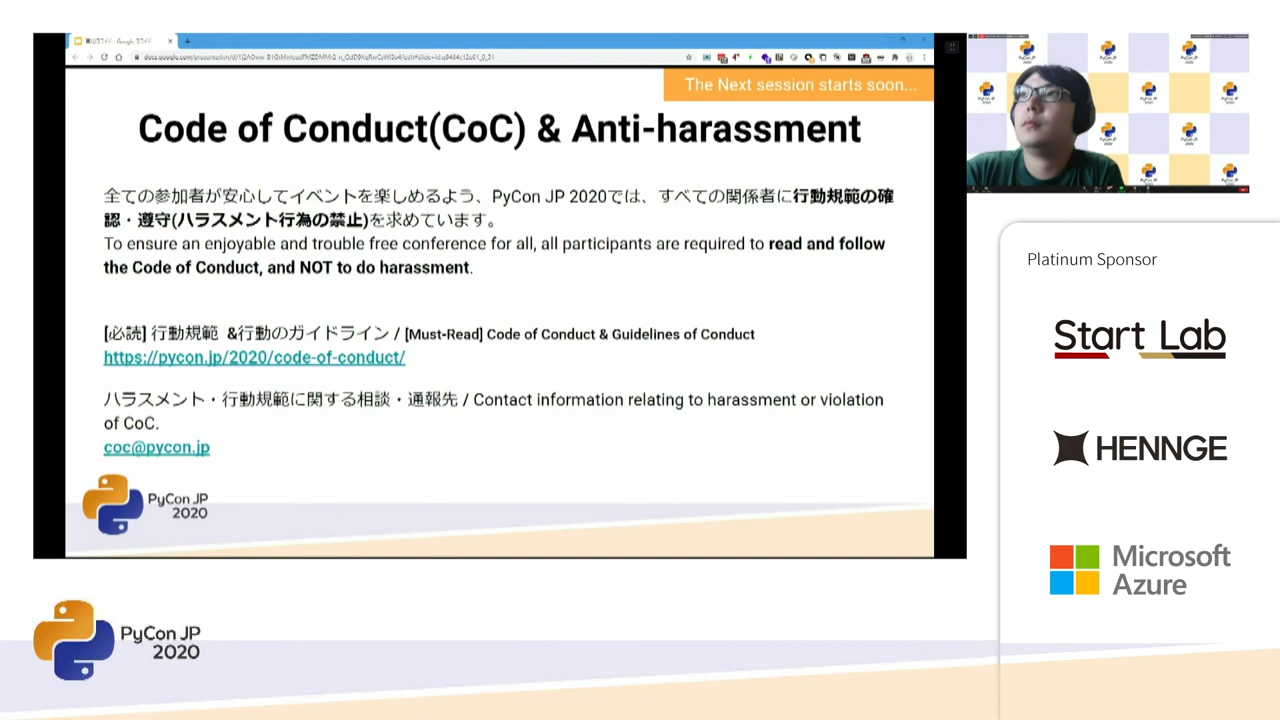 The Next session starts soon...
Code of Conduct(CoC) & Anti-harassment
全ての参加者が安心してイベントを楽しめるよう、PyCon JP 2020では、すべての関係者に行動規範の確
認・遵守(ハラスメント行為の禁止)を求めています。
To ensure an enjoyable and trouble free conference for all, all participants are required to read and follow
the Code of Conduct, and NOT to do harassment.
[必読] 行動規範 &行動のガイドライン / [Must-Read] Code of Conduct & Guidelines of Conduct
https://pycon.jp/2020/code-of-conduct/
ハラスメント・行動規範に関する相談・通報先 / Contact information relating to harassment or violation
of CoC.
coc@pycon.jp
PyCon JP
2020
Platinum Sponsor
Start Lab
HENNGE
Microsoft
Azure
PyCon JP
2020